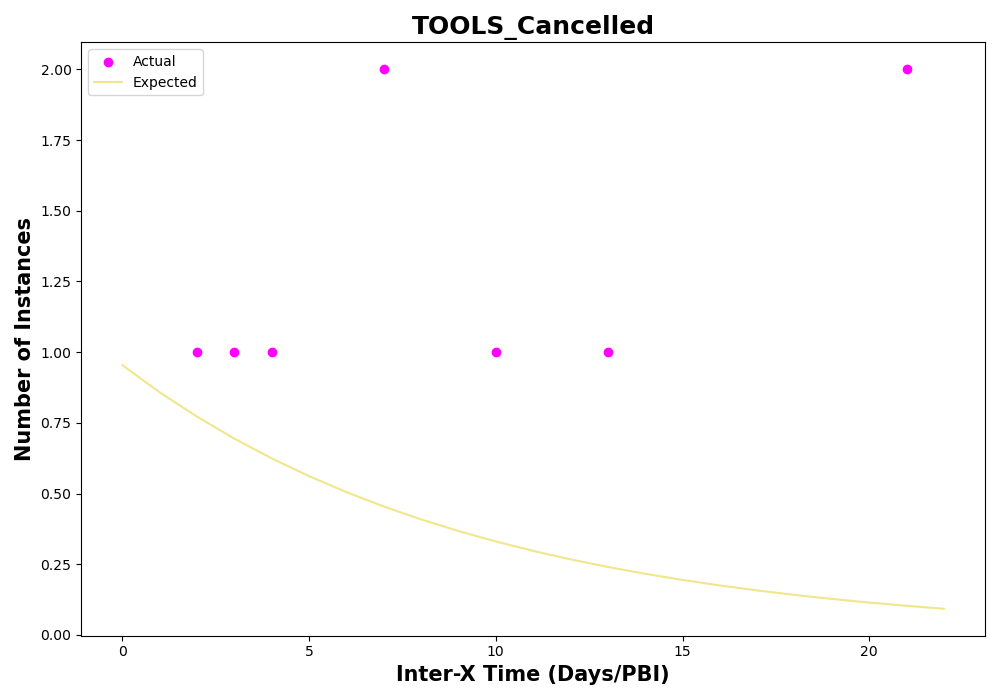 TOOLS_Cancelled
Actual
Expected
2.00
1.75
1.50
1.25
1.00
0.75
0.50
0.25
0.00
Number of Instances
0 5 10 15 20
Inter-X Time (Days/PBI)